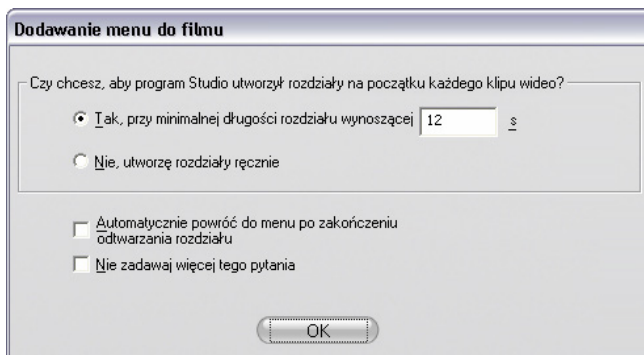 Dodawanie menu do filmu
Czy chcesz, aby program Studio utworzył rozdziały na początku każdego klipu wideo?
Tak, przy minimalnej długości rozdziału wynoszącej 12 s
Nie, utworzę rozdziały ręcznie
Automatycznie powróć do menu po zakończeniu
odtwarzania rozdziału
Nie zadawaj więcej tego pytania
OK